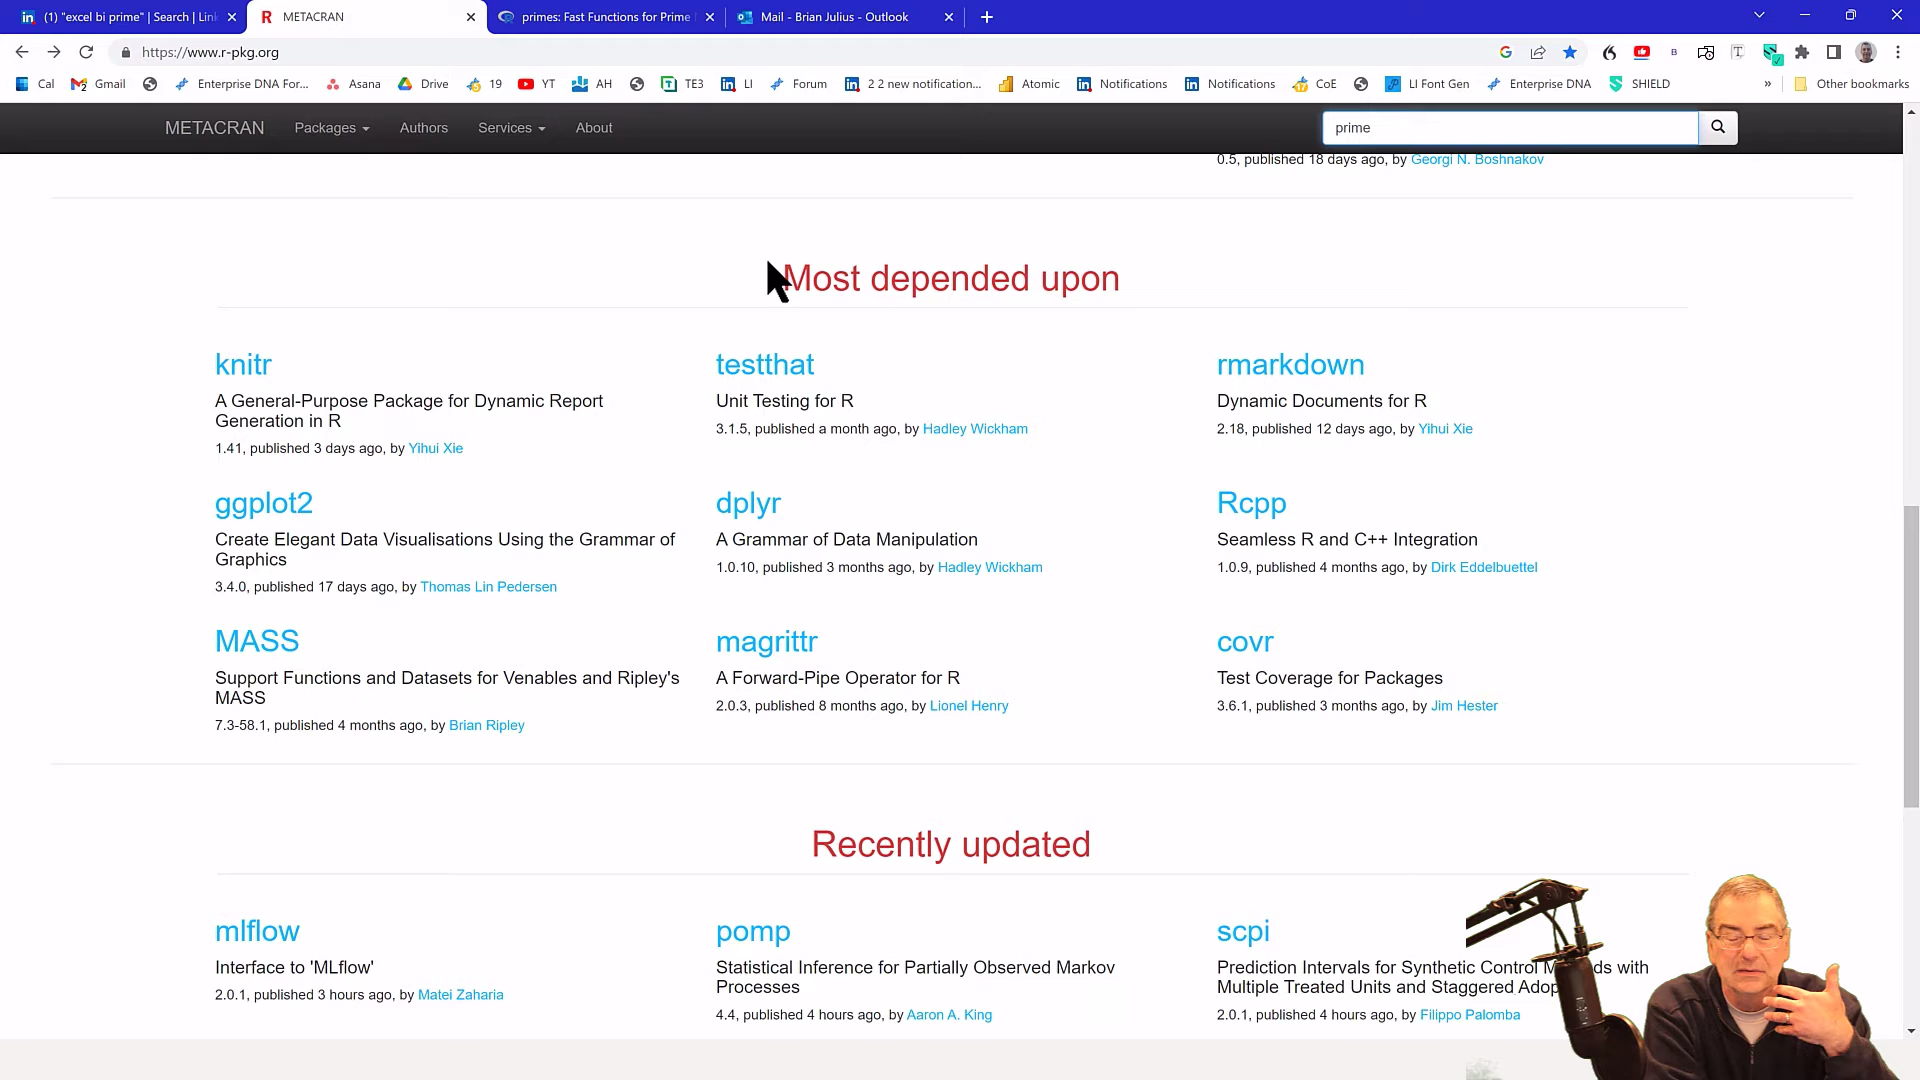 (1) "excel bi prime" | Search | Lin
METACRAN
primes: Fast Functions for Prime
Mail - Brian Julius - Outlook
https://www.r-pkg.org
Cal
Gmail
Enterprise DNA For...
Asana
Drive
19
YT
AH
TE3
LI
Forum
2 2 new notification...
Atomic
Notifications
Notifications
CoE
LI Font Gen
Enterprise DNA
SHIELD
»
Other bookmarks
METACRAN
Packages
Authors
Services
About
prime
0.5, published 18 days ago, by Georgi N. Boshnakov
Most depended upon
knitr
A General-Purpose Package for Dynamic Report
Generation in R
1.41, published 3 days ago, by Yihui Xie
testthat
Unit Testing for R
3.1.5, published a month ago, by Hadley Wickham
rmarkdown
Dynamic Documents for R
2.18, published 12 days ago, by Yihui Xie
ggplot2
Create Elegant Data Visualisations Using the Grammar of
Graphics
3.4.0, published 17 days ago, by Thomas Lin Pedersen
dplyr
A Grammar of Data Manipulation
1.0.10, published 3 months ago, by Hadley Wickham
Rcpp
Seamless R and C++ Integration
1.0.9, published 4 months ago, by Dirk Eddelbuettel
MASS
Support Functions and Datasets for Venables and Ripley's
MASS
7.3-58.1, published 4 months ago, by Brian Ripley
magrittr
A Forward-Pipe Operator for R
2.0.3, published 8 months ago, by Lionel Henry
covr
Test Coverage for Packages
3.6.1, published 3 months ago, by Jim Hester
Recently updated
mlflow
Interface to 'MLflow'
2.0.1, published 3 hours ago, by Matei Zaharia
pomp
Statistical Inference for Partially Observed Markov
Processes
4.4, published 4 hours ago, by Aaron A. King
scpi
Prediction Intervals for Synthetic Control M ds with
Multiple Treated Units and Staggered Adop
2.0.1, published 4 hours ago, by Filippo Palomba